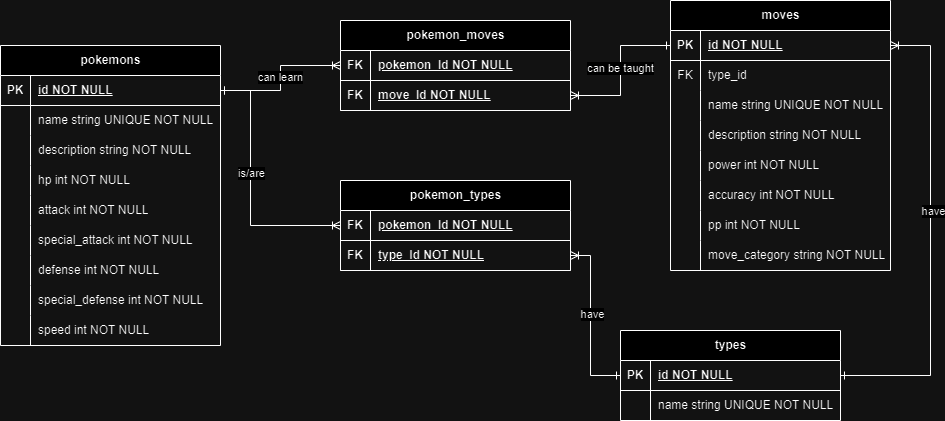 pokemons
PK id NOT NULL
name string UNIQUE NOT NULL
description string NOT NULL
hp int NOT NULL
attack int NOT NULL
special_attack int NOT NULL
defense int NOT NULL
special_defense int NOT NULL
speed int NOT NULL
can learn
is/are
pokemon_moves
FK pokemon_Id NOT NULL
FK move_Id NOT NULL
can be taught
pokemon_types
FK pokemon_Id NOT NULL
FK type_Id NOT NULL
have
moves
PK id NOT NULL
FK type_id
name string UNIQUE NOT NULL
description string NOT NULL
power int NOT NULL
accuracy int NOT NULL
pp int NOT NULL
move_category string NOT NULL
have
types
PK id NOT NULL
name string UNIQUE NOT NULL